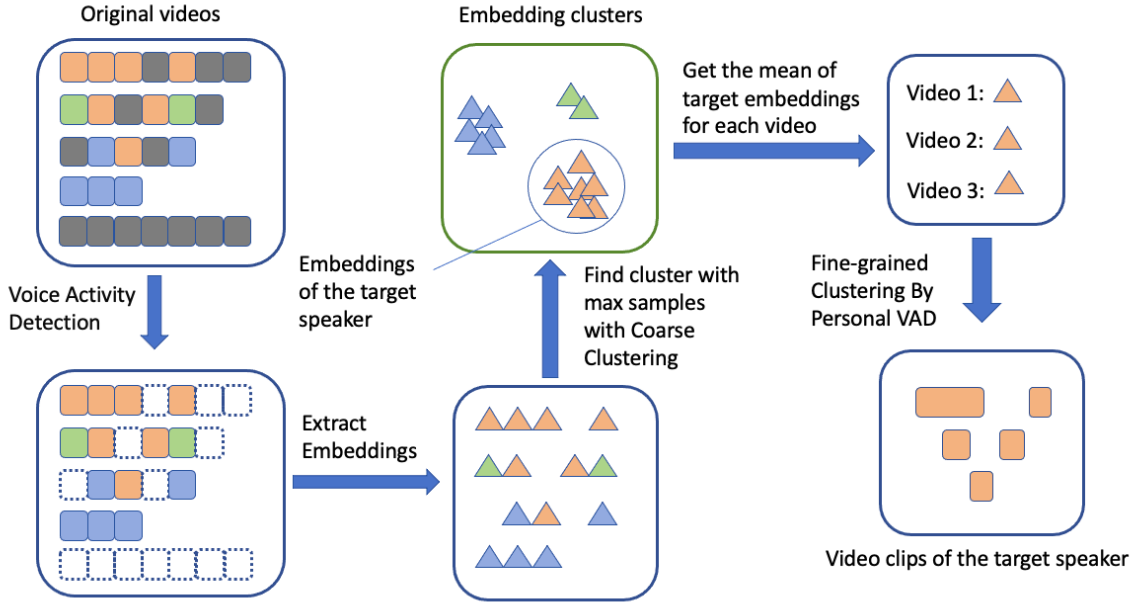 Original videos
Voice Activity
Detection
Extract
Embeddings
Embedding clusters
Embeddings
of the target
speaker
Find cluster with
max samples
with Coarse
Clustering
Get the mean of
target embeddings
for each video
Video 1:
Video 2:
Video 3:
Fine-grained
Clustering By
Personal VAD
Video clips of the target speaker